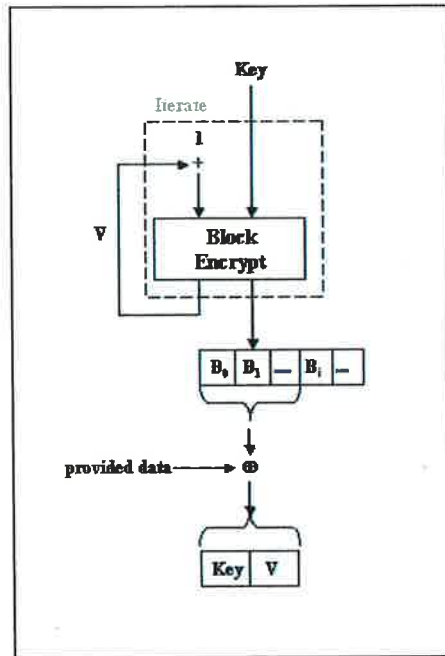 Key
Iterate
1
+
V
Block
Encrypt
B₀ B₁ ... Bᵢ ...
provided data
⊕
Key V